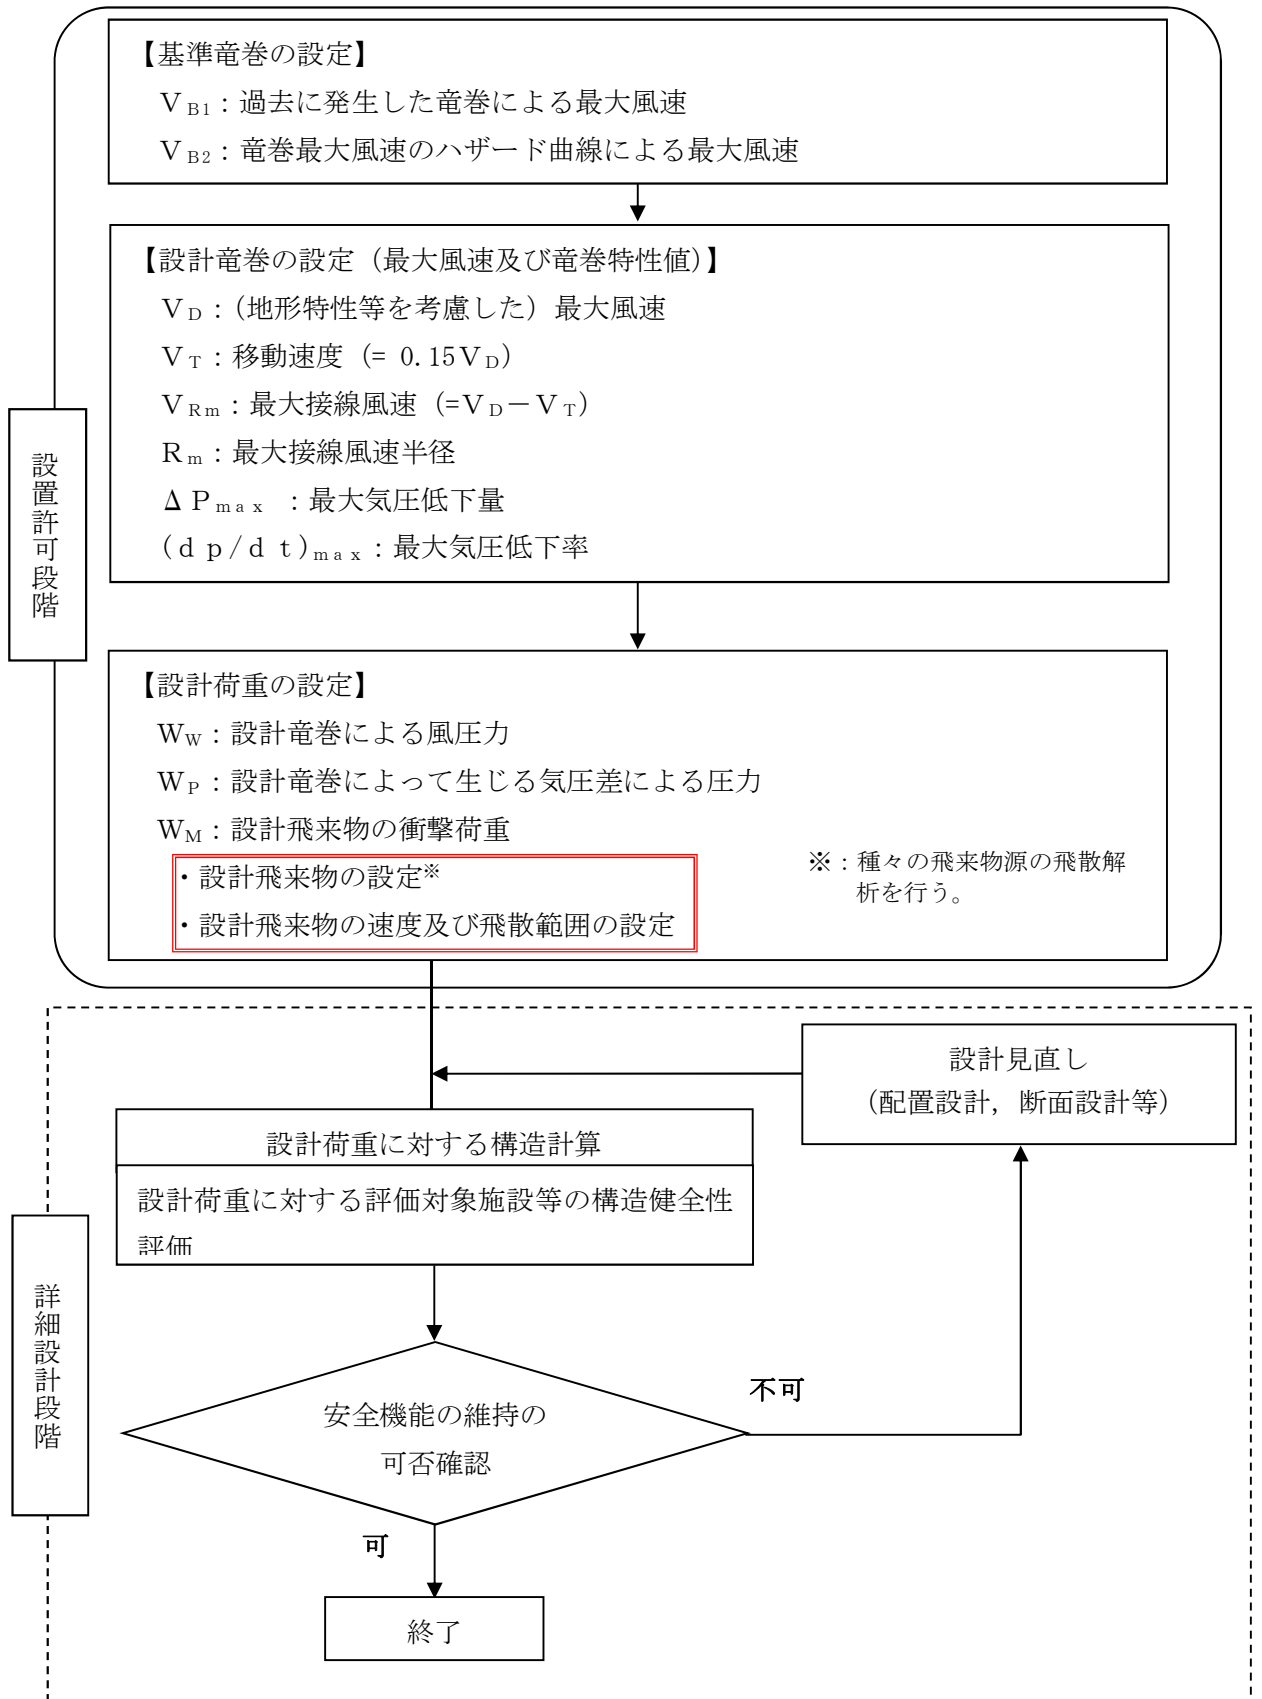 【基準竜巻の設定】
VB1：過去に発生した竜巻による最大風速
VB2：竜巻最大風速のハザード曲線による最大風速
【設計竜巻の設定（最大風速及び竜巻特性値）】
VD：（地形特性等を考慮した）最大風速
VT：移動速度（= 0.15VD）
VRm：最大接線風速（=VD－VT）
Rm：最大接線風速半径
ΔPmax ：最大気圧低下量
(dp/dt)max：最大気圧低下率
設置許可段階
【設計荷重の設定】
WW：設計竜巻による風圧力
WP：設計竜巻によって生じる気圧差による圧力
WM：設計飛来物の衝撃荷重
・設計飛来物の設定※
・設計飛来物の速度及び飛散範囲の設定
※：種々の飛来物源の飛散解
析を行う。
設計見直し
（配置設計，断面設計等）
設計荷重に対する構造計算
設計荷重に対する評価対象施設等の構造健全性
評価
詳細設計段階
安全機能の維持の
可否確認
不可
可
終了